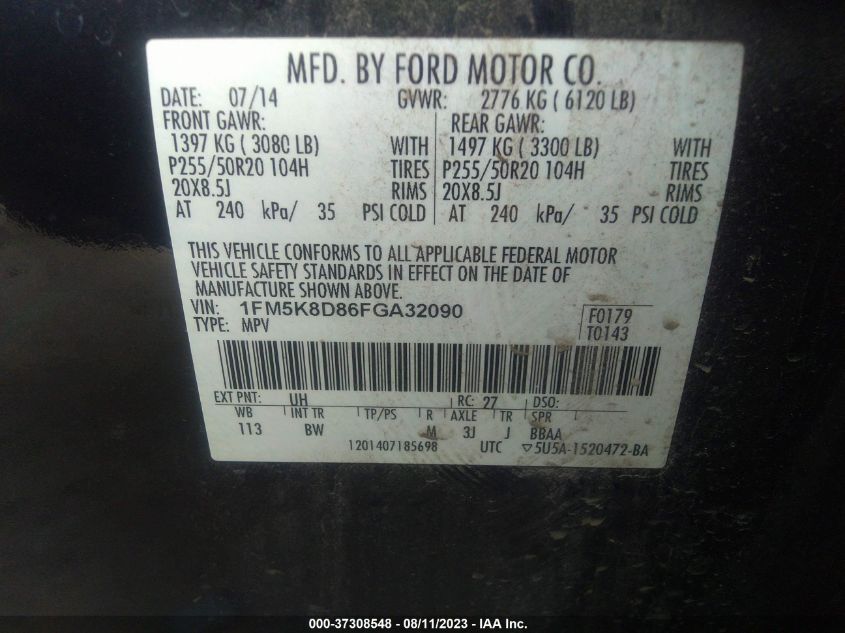 MFD. BY FORD MOTOR CO.
DATE: 07/14 GVWR: 2776 KG ( 6120 LB)
FRONT GAWR: REAR GAWR:
1397 KG ( 3080 LB) WITH 1497 KG ( 3300 LB) WITH
P255/50R20 104H TIRES P255/50R20 104H TIRES
20X8.5J RIMS 20X8.5J RIMS
AT 240 kPa/ 35 PSI COLD AT 240 kPa/ 35 PSI COLD
THIS VEHICLE CONFORMS TO ALL APPLICABLE FEDERAL MOTOR
VEHICLE SAFETY STANDARDS IN EFFECT ON THE DATE OF
MANUFACTURE SHOWN ABOVE.
VIN: 1FM5K8D86FGA32090 F0179
TYPE: MPV T0143
EXT PNT: UH RC: 27 DSO:
WB INT TR TP/PS R AXLE TR SPR
113 BW M 3J J BBAA
1201407185698 UTC ▽5U5A-1520472-BA
000-37308548 - 08/11/2023 - IAA Inc.